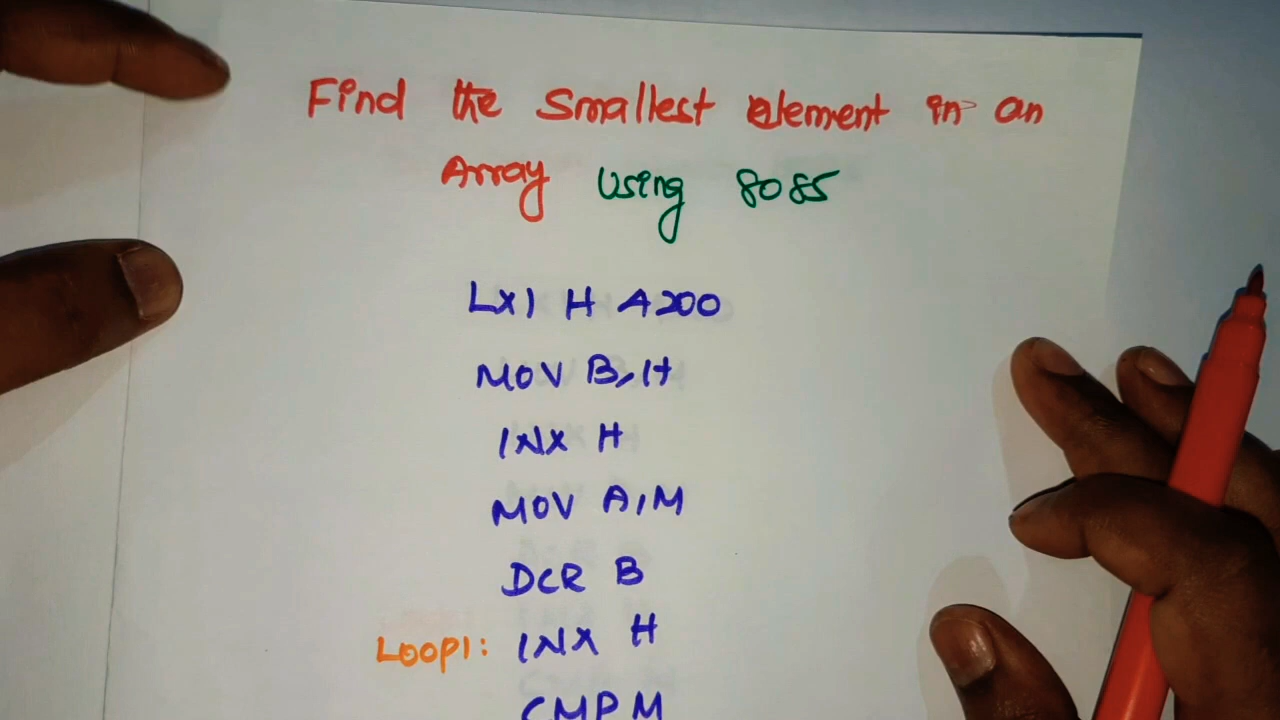 Find the smallest element in an
Array using 8085
LXI H 4200
MOV B,H
INX H
MOV A,M
DCR B
LOOP1: INX H
CMP M